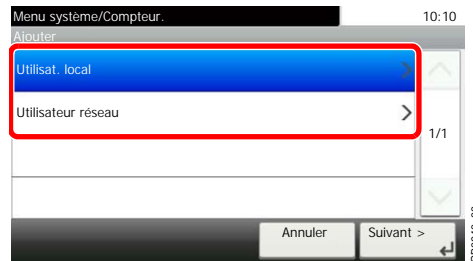 Menu système/Compteur.
10:10
Ajouter
Utilisat. local
Utilisateur réseau
1/1
Annuler
Suivant >